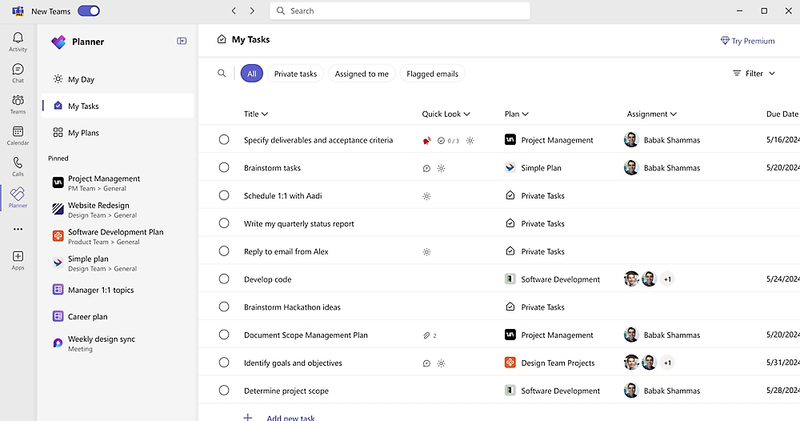 New Teams
Search
Activity
Chat
Teams
Calendar
Calls
Planner
Apps
Planner
My Day
My Tasks
My Plans
Pinned
Project Management
PM Team > General
Website Redesign
Design Team > General
Software Development Plan
Product Team > General
Simple plan
Design Team > General
Manager 1:1 topics
Career plan
Weekly design sync
Meeting
My Tasks
Try Premium
All
Private tasks
Assigned to me
Flagged emails
Filter
Title Quick Look Plan Assignment Due Date
Specify deliverables and acceptance criteria 0 / 3 Project Management Babak Shammas 5/16/2024
Brainstorm tasks Simple Plan Babak Shammas 5/20/2024
Schedule 1:1 with Aadi Private Tasks
Write my quarterly status report Private Tasks
Reply to email from Alex Private Tasks
Develop code Software Development +1 5/24/2024
Brainstorm Hackathon ideas Private Tasks
Document Scope Management Plan 2 Project Management Babak Shammas 5/20/2024
Identify goals and objectives Design Team Projects +1 5/31/2024
Determine project scope Software Development Babak Shammas 5/28/2024
Add new task